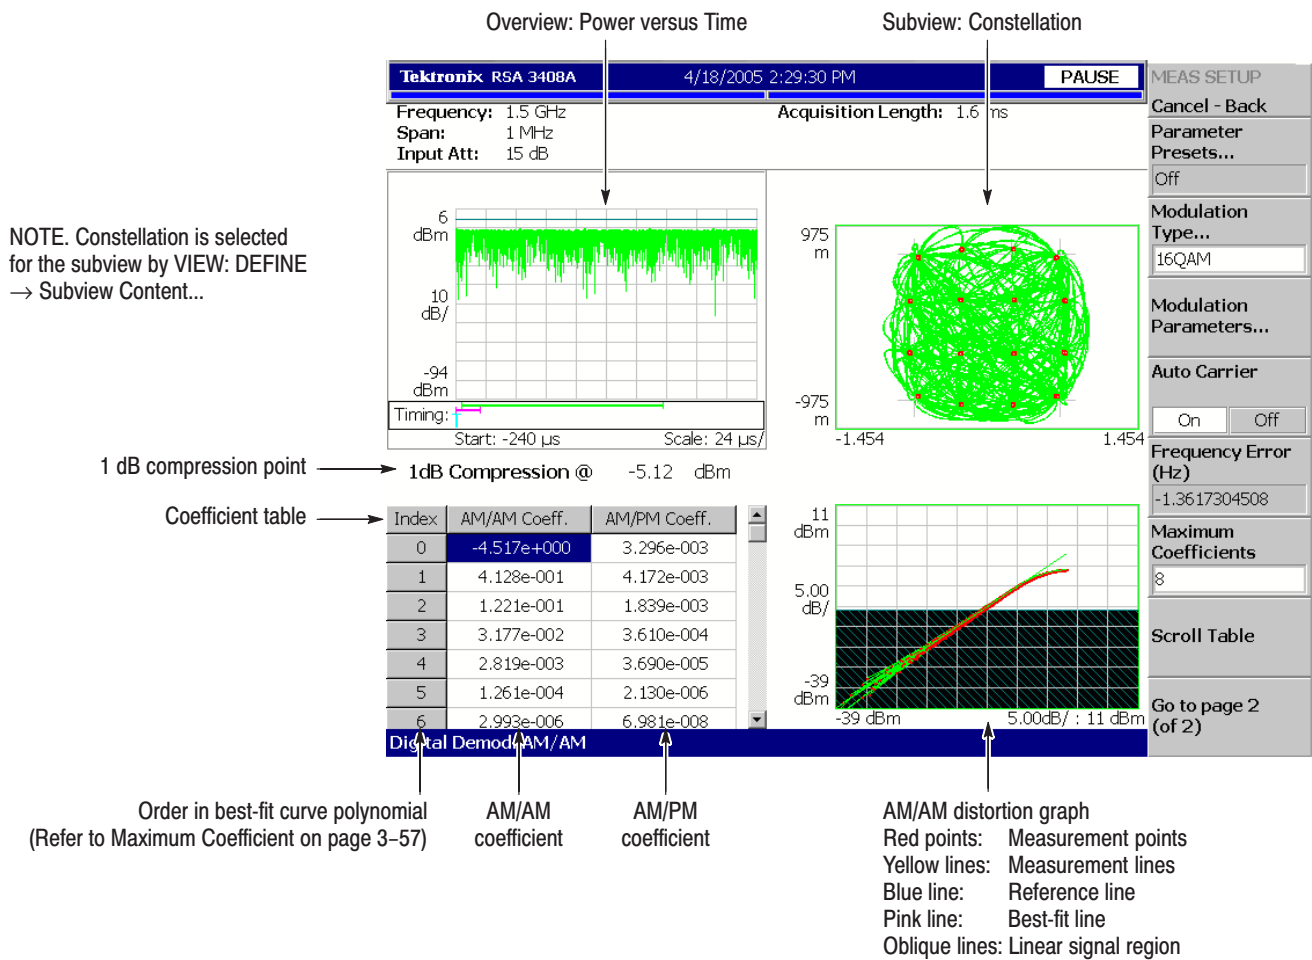 Overview: Power versus Time
Subview: Constellation
Tektronix RSA 3408A
4/18/2005 2:29:30 PM
PAUSE
MEAS SETUP
Frequency: 1.5 GHz
Span: 1 MHz
Input Att: 15 dB
Acquisition Length: 1.6 ms
Cancel - Back
Parameter
Presets...
Off
Modulation
Type...
16QAM
Modulation
Parameters...
Auto Carrier
On
Off
Frequency Error
(Hz)
-1.3617304508
Maximum
Coefficients
8
Scroll Table
Go to page 2
(of 2)
NOTE. Constellation is selected
for the subview by VIEW: DEFINE
→ Subview Content...
6
dBm
10
dB/
-94
dBm
Timing:
Start: -240 µs
Scale: 24 µs/
975
m
-975
m
-1.454
1.454
1 dB compression point
1dB Compression @ -5.12 dBm
Coefficient table
Index AM/AM Coeff. AM/PM Coeff.
0 -4.517e+000 3.296e-003
1 4.128e-001 4.172e-003
2 1.221e-001 1.839e-003
3 3.177e-002 3.610e-004
4 2.819e-003 3.690e-005
5 1.261e-004 2.130e-006
6 2.993e-006 6.981e-008
11
dBm
5.00
dB/
-39
dBm
-39 dBm
5.00dB/ : 11 dBm
Digital Demod: AM/AM
Order in best-fit curve polynomial
(Refer to Maximum Coefficient on page 3–57)
AM/AM
coefficient
AM/PM
coefficient
AM/AM distortion graph
Red points: Measurement points
Yellow lines: Measurement lines
Blue line: Reference line
Pink line: Best-fit line
Oblique lines: Linear signal region